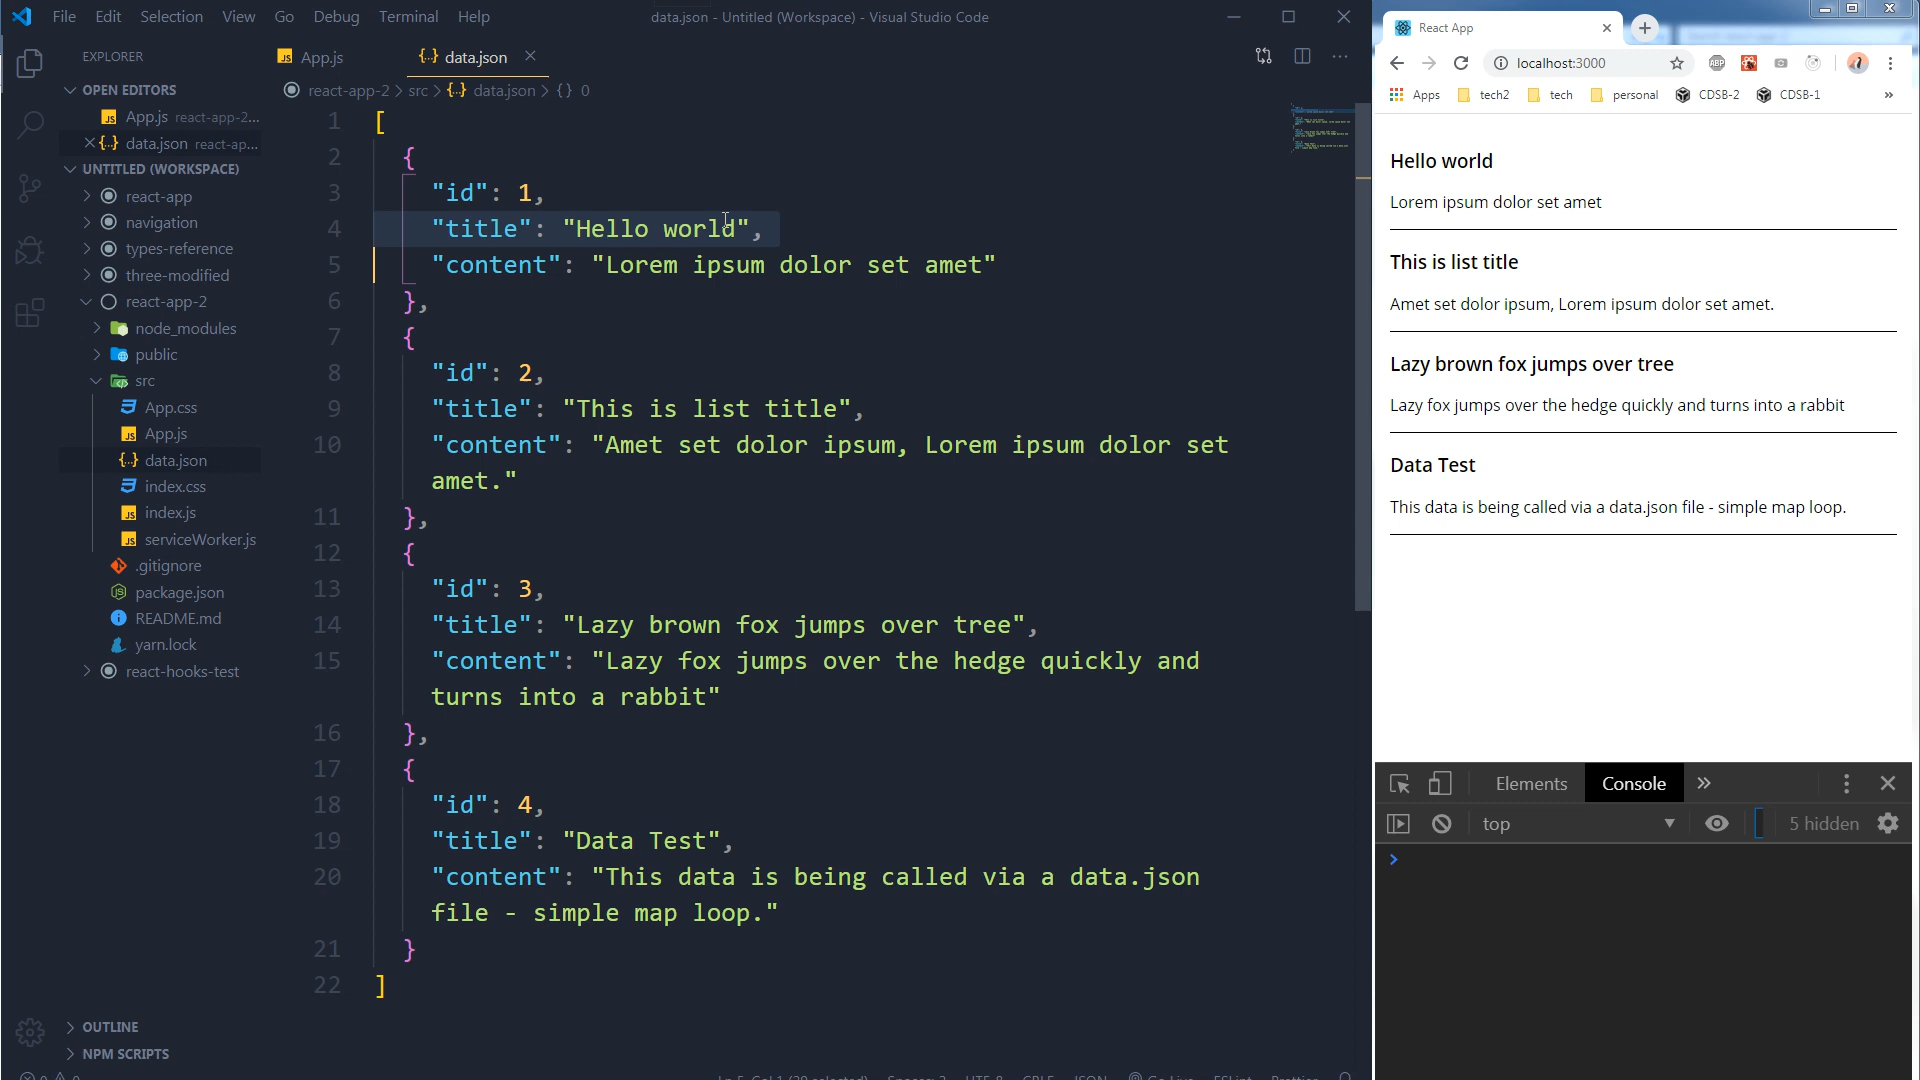 File Edit Selection View Go Debug Terminal Help
data.json - Untitled (Workspace) - Visual Studio Code
EXPLORER
OPEN EDITORS
App.js react-app-2...
data.json react-ap...
UNTITLED (WORKSPACE)
react-app
navigation
types-reference
three-modified
react-app-2
node_modules
public
src
App.css
App.js
data.json
index.css
index.js
serviceWorker.js
.gitignore
package.json
README.md
yarn.lock
react-hooks-test
OUTLINE
NPM SCRIPTS
App.js
{..} data.json
react-app-2 > src > {..} data.json > { } 0
1 [
2 {
3 "id": 1,
4 "title": "Hello world",
5 "content": "Lorem ipsum dolor set amet"
6 },
7 {
8 "id": 2,
9 "title": "This is list title",
10 "content": "Amet set dolor ipsum, Lorem ipsum dolor set
amet."
11 },
12 {
13 "id": 3,
14 "title": "Lazy brown fox jumps over tree",
15 "content": "Lazy fox jumps over the hedge quickly and
turns into a rabbit"
16 },
17 {
18 "id": 4,
19 "title": "Data Test",
20 "content": "This data is being called via a data.json
file - simple map loop."
21 }
22 ]
React App
localhost:3000
ABP
Apps tech2 tech personal CDSB-2 CDSB-1 »
Hello world
Lorem ipsum dolor set amet
This is list title
Amet set dolor ipsum, Lorem ipsum dolor set amet.
Lazy brown fox jumps over tree
Lazy fox jumps over the hedge quickly and turns into a rabbit
Data Test
This data is being called via a data.json file - simple map loop.
Elements Console »
top
5 hidden